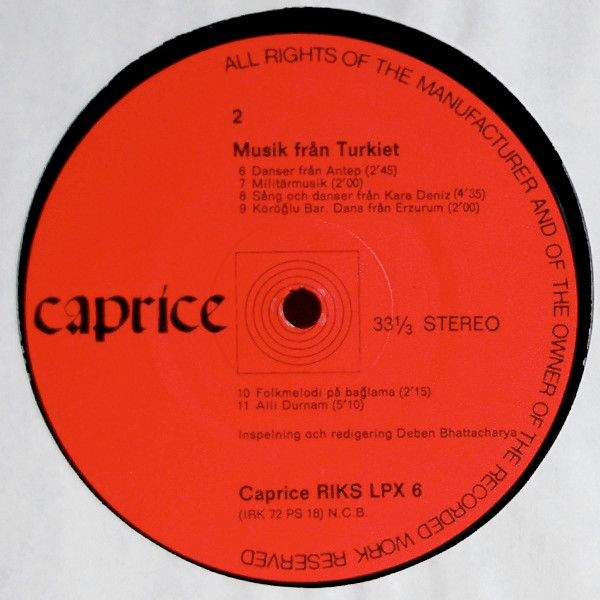 ALL RIGHTS OF THE MANUFACTURER AND OF THE OWNER OF THE RECORDED WORK RESERVED
2
Musik från Turkiet
6 Danser från Antep (2'45)
7 Militärmusik (2'00)
8 Sång och danser från Kara Deniz (4'35)
9 Köroğlu Bar. Dans från Erzurum (2'00)
caprice
33⅓ STEREO
10 Folkmelodi på bağlama (2'15)
11 Alli Durnam (5'10)
Inspelning och redigering Deben Bhattacharya
Caprice RIKS LPX 6
(IRK 72 PS 18) N.C.B.